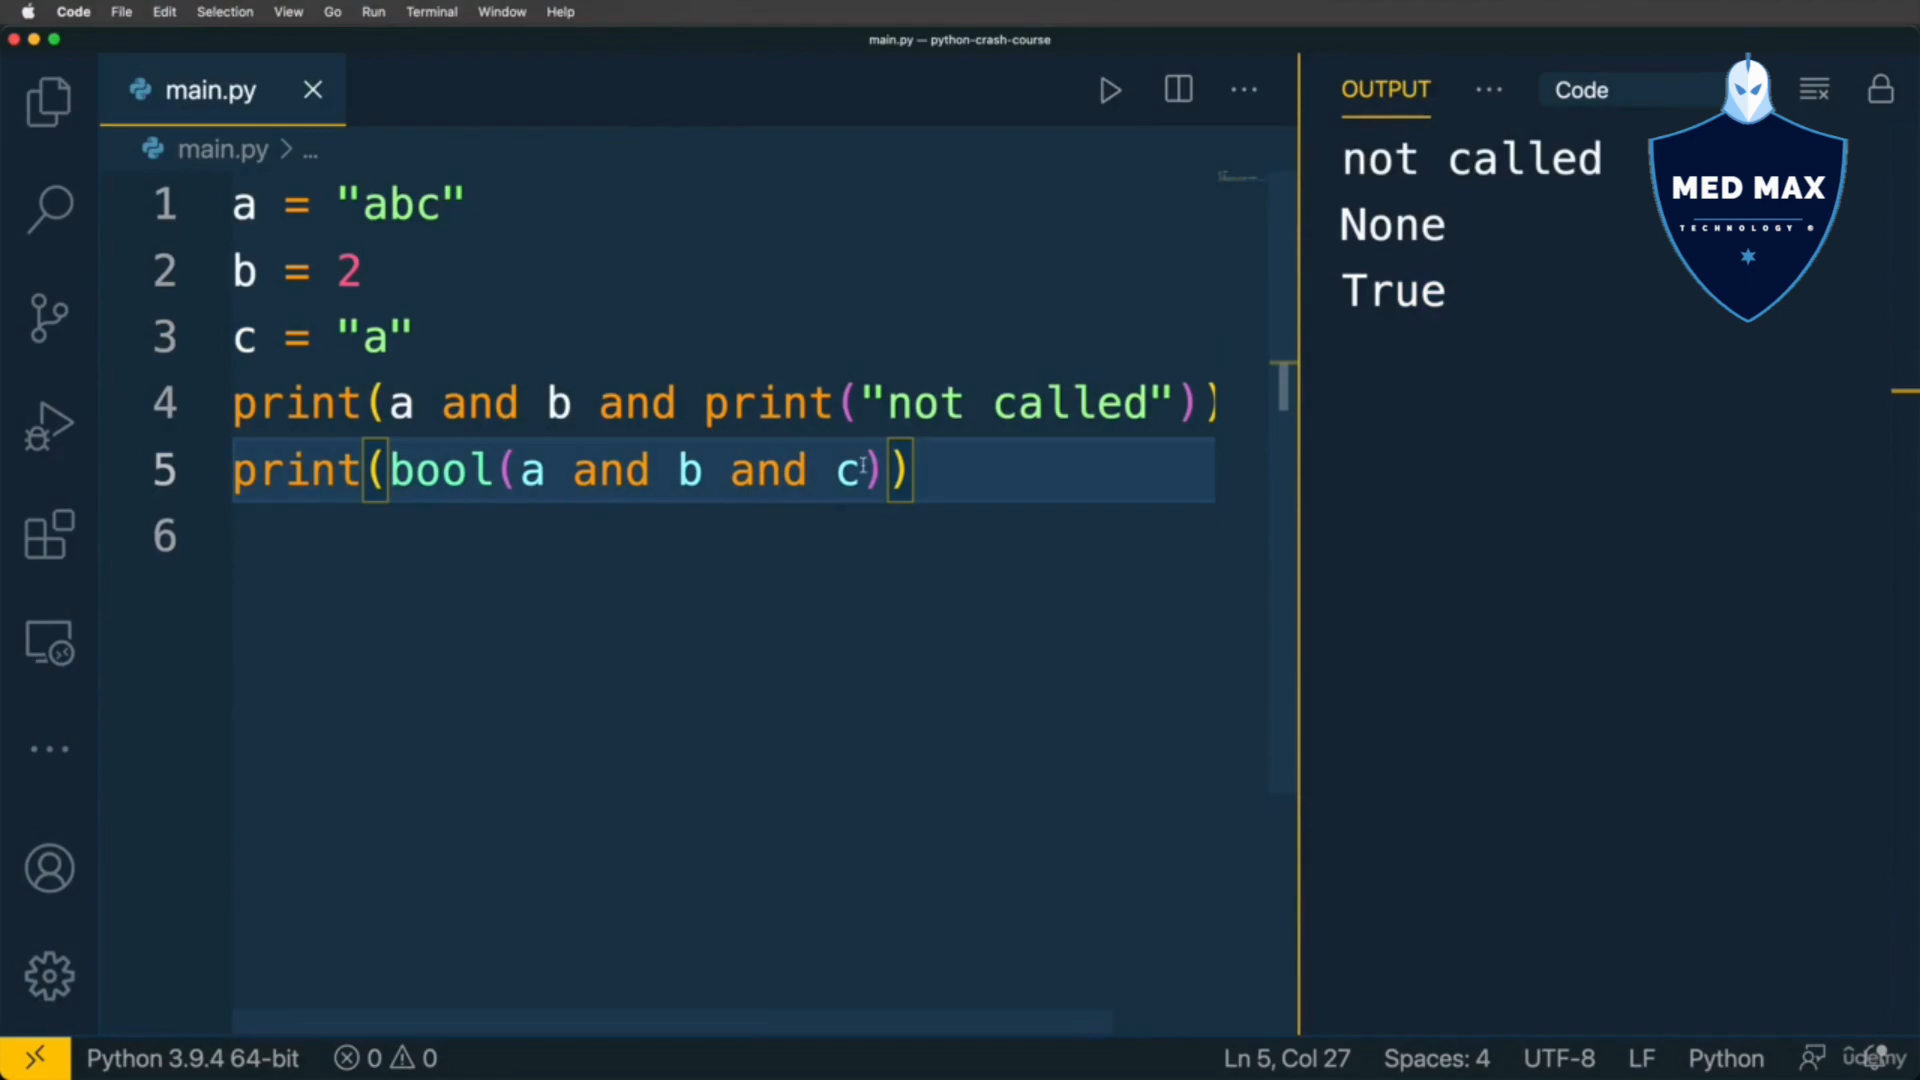 Code File Edit Selection View Go Run Terminal Window Help
main.py — python-crash-course
main.py
OUTPUT ... Code
main.py > ...
1 a = "abc"
2 b = 2
3 c = "a"
4 print(a and b and print("not called"))
5 print(bool(a and b and c))
6
not called
None
True
MED MAX
TECHNOLOGY ®
Python 3.9.4 64-bit 0 0 Ln 5, Col 27 Spaces: 4 UTF-8 LF Python
udemy